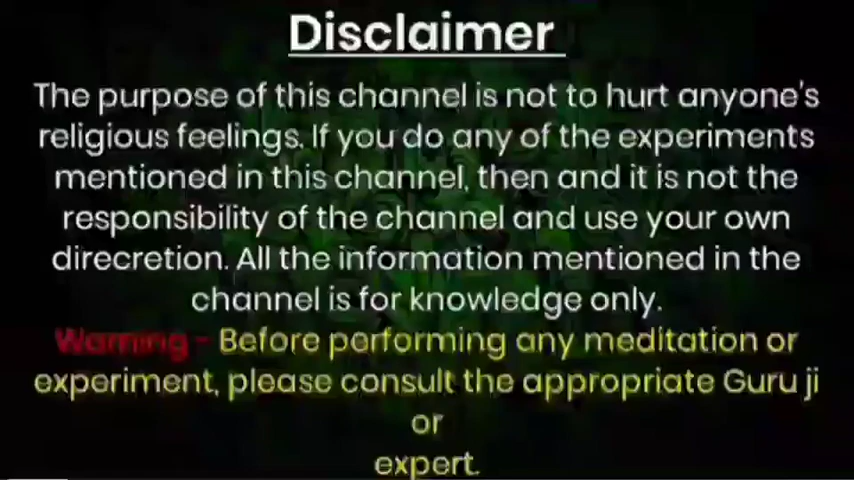 Disclaimer
The purpose of this channel is not to hurt anyone's
religious feelings. If you do any of the experiments
mentioned in this channel, then and it is not the
responsibility of the channel and use your own
direcretion. All the information mentioned in the
channel is for knowledge only.
Warning - Before performing any meditation or
experiment, please consult the appropriate Guru ji
or
expert.